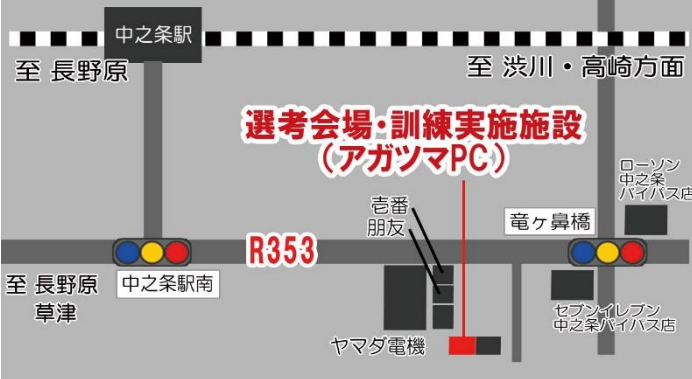 中之条駅
至 長野原
至 渋川・高崎方面
選考会場・訓練実施施設
(アガツマPC)
ローソン
中之条
バイパス店
壱番
朋友
竜ヶ鼻橋
R353
至 長野原
草津
中之条駅南
セブンイレブン
中之条バイパス店
ヤマダ電機